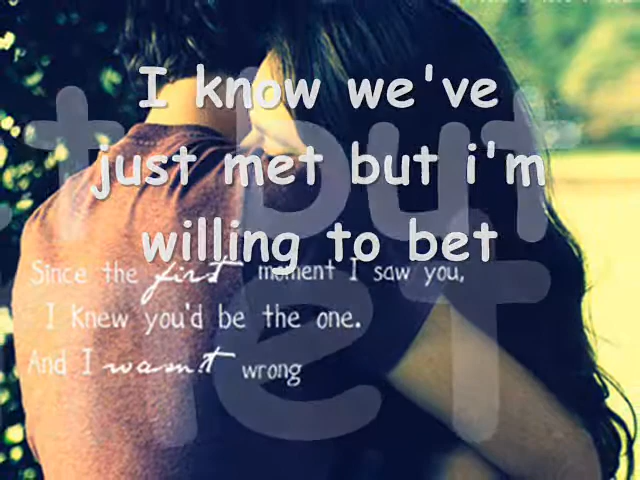 I know we've
just met but i'm
willing to bet
Since the first moment I saw you,
I knew you'd be the one.
And I wasn't wrong